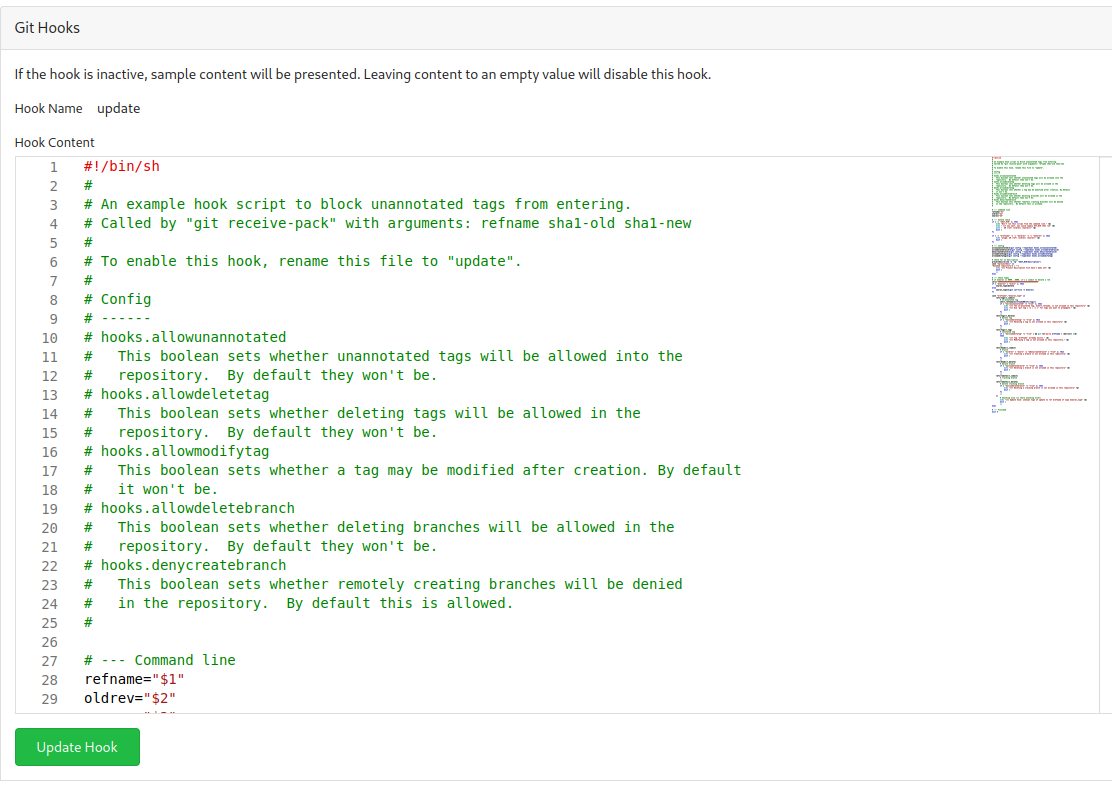 Git Hooks
If the hook is inactive, sample content will be presented. Leaving content to an empty value will disable this hook.
Hook Name update
Hook Content
1 #!/bin/sh
2 #
3 # An example hook script to block unannotated tags from entering.
4 # Called by "git receive-pack" with arguments: refname sha1-old sha1-new
5 #
6 # To enable this hook, rename this file to "update".
7 #
8 # Config
9 # ------
10 # hooks.allowunannotated
11 #   This boolean sets whether unannotated tags will be allowed into the
12 #   repository.  By default they won't be.
13 # hooks.allowdeletetag
14 #   This boolean sets whether deleting tags will be allowed in the
15 #   repository.  By default they won't be.
16 # hooks.allowmodifytag
17 #   This boolean sets whether a tag may be modified after creation. By default
18 #   it won't be.
19 # hooks.allowdeletebranch
20 #   This boolean sets whether deleting branches will be allowed in the
21 #   repository.  By default they won't be.
22 # hooks.denycreatebranch
23 #   This boolean sets whether remotely creating branches will be denied
24 #   in the repository.  By default this is allowed.
25 #
26
27 # --- Command line
28 refname="$1"
29 oldrev="$2"
Update Hook